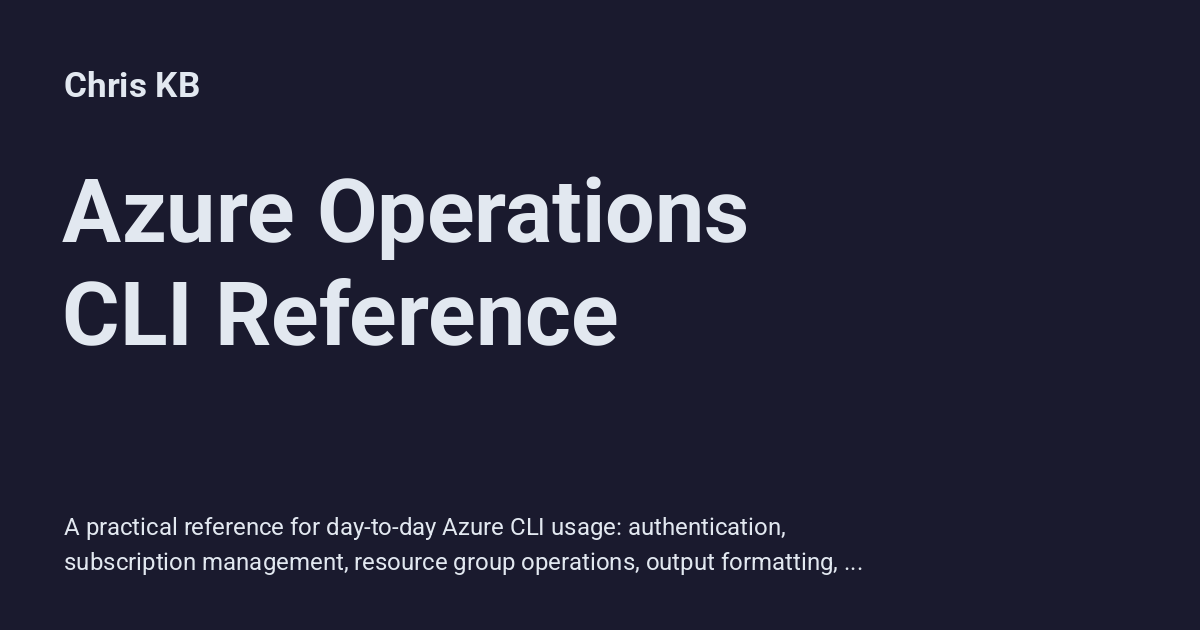 Chris KB
Azure Operations
CLI Reference
A practical reference for day-to-day Azure CLI usage: authentication,
subscription management, resource group operations, output formatting, ...